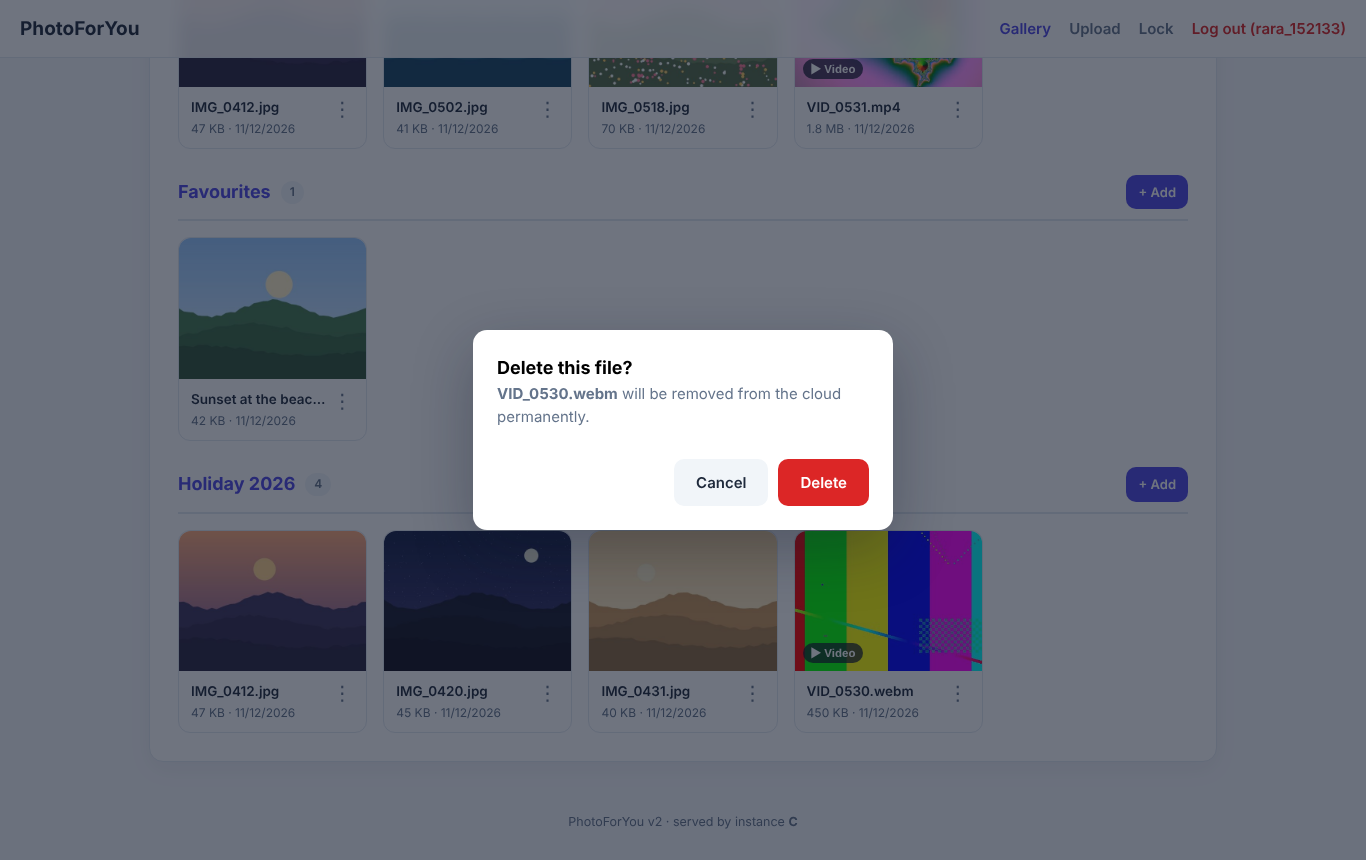 PhotoForYou
Gallery Upload Lock Log out (rara_152133)
▶ Video
IMG_0412.jpg ⋮
47 KB · 11/12/2026
IMG_0502.jpg ⋮
41 KB · 11/12/2026
IMG_0518.jpg ⋮
70 KB · 11/12/2026
VID_0531.mp4 ⋮
1.8 MB · 11/12/2026
Favourites 1
+ Add
Sunset at the beac... ⋮
42 KB · 11/12/2026
Delete this file?
VID_0530.webm will be removed from the cloud
permanently.
Cancel Delete
Holiday 2026 4
+ Add
▶ Video
IMG_0412.jpg ⋮
47 KB · 11/12/2026
IMG_0420.jpg ⋮
45 KB · 11/12/2026
IMG_0431.jpg ⋮
40 KB · 11/12/2026
VID_0530.webm ⋮
450 KB · 11/12/2026
PhotoForYou v2 · served by instance C